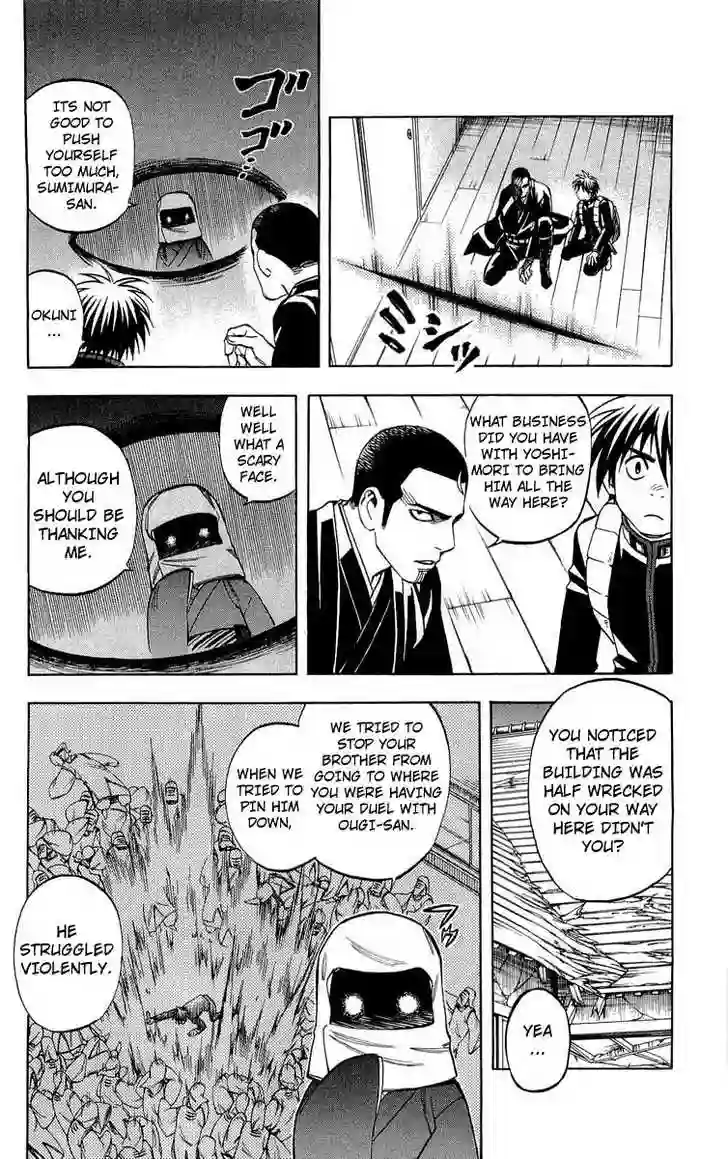 ミシッ
ゴ
ゴ
ITS NOT
GOOD TO
PUSH
YOURSELF
TOO MUCH,
SUMIMURA-
SAN.
OKUNI
...
WHAT BUSINESS
DID YOU HAVE
WITH YOSHI-
MORI TO BRING
HIM ALL THE
WAY HERE?
WELL
WELL
WHAT A
SCARY
FACE.
ALTHOUGH
YOU
SHOULD BE
THANKING
ME.
YOU NOTICED
THAT THE
BUILDING WAS
HALF WRECKED
ON YOUR WAY
HERE DIDN'T
YOU?
YEA
...
WE TRIED TO
STOP YOUR
BROTHER FROM
GOING TO WHERE
YOU WERE HAVING
YOUR DUEL WITH
OUGI-SAN.
WHEN WE
TRIED TO
PIN HIM
DOWN,
HE
STRUGGLED
VIOLENTLY.